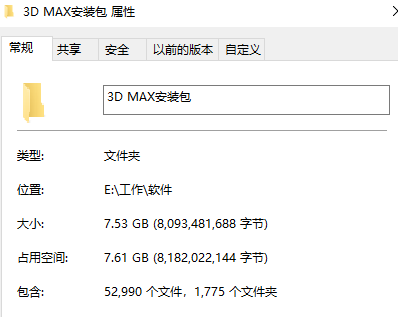 3D MAX安装包 属性
常规 共享 安全 以前的版本 自定义
3D MAX安装包
类型: 文件夹
位置: E:\工作\软件
大小: 7.53 GB (8,093,481,688 字节)
占用空间: 7.61 GB (8,182,022,144 字节)
包含: 52,990 个文件，1,775 个文件夹